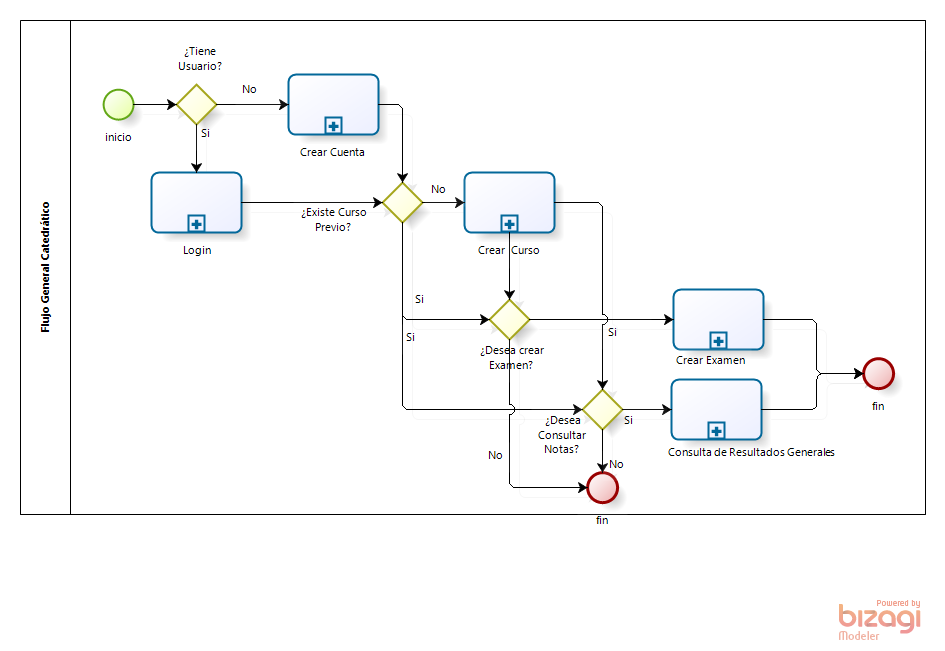 Flujo General Catedrático
¿Tiene
Usuario?
No
inicio
Si
Crear Cuenta
No
¿Existe Curso
Previo?
Login
Crear Curso
Si
Si
Si
¿Desea crear
Examen?
Crear Examen
fin
¿Desea
Consultar
Notas?
Si
Consulta de Resultados Generales
No
No
fin
Powered by
bizagi
Modeler